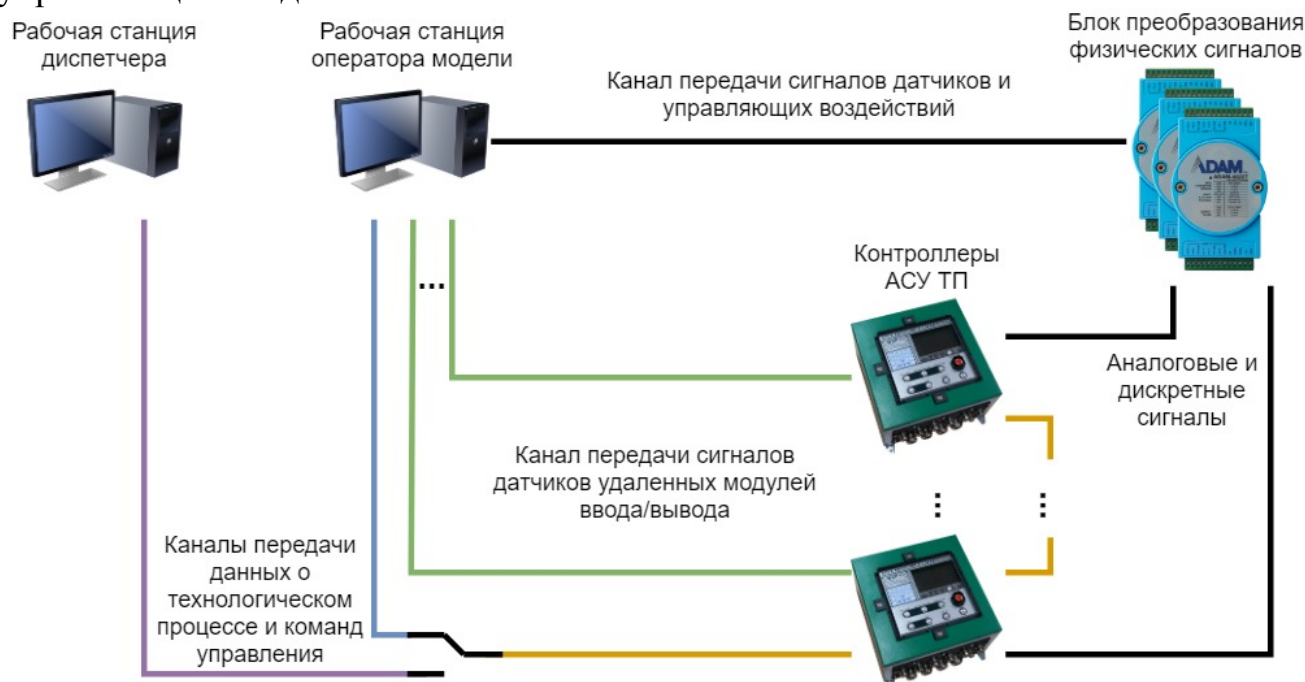 Рабочая станция
диспетчера
Рабочая станция
оператора модели
Блок преобразования
физических сигналов
Канал передачи сигналов датчиков и
управляющих воздействий
ADAM
Контроллеры
АСУ ТП
...
Аналоговые и
дискретные
сигналы
Канал передачи сигналов
датчиков удаленных модулей
ввода/вывода
Каналы передачи
данных о
технологическом
процессе и команд
управления